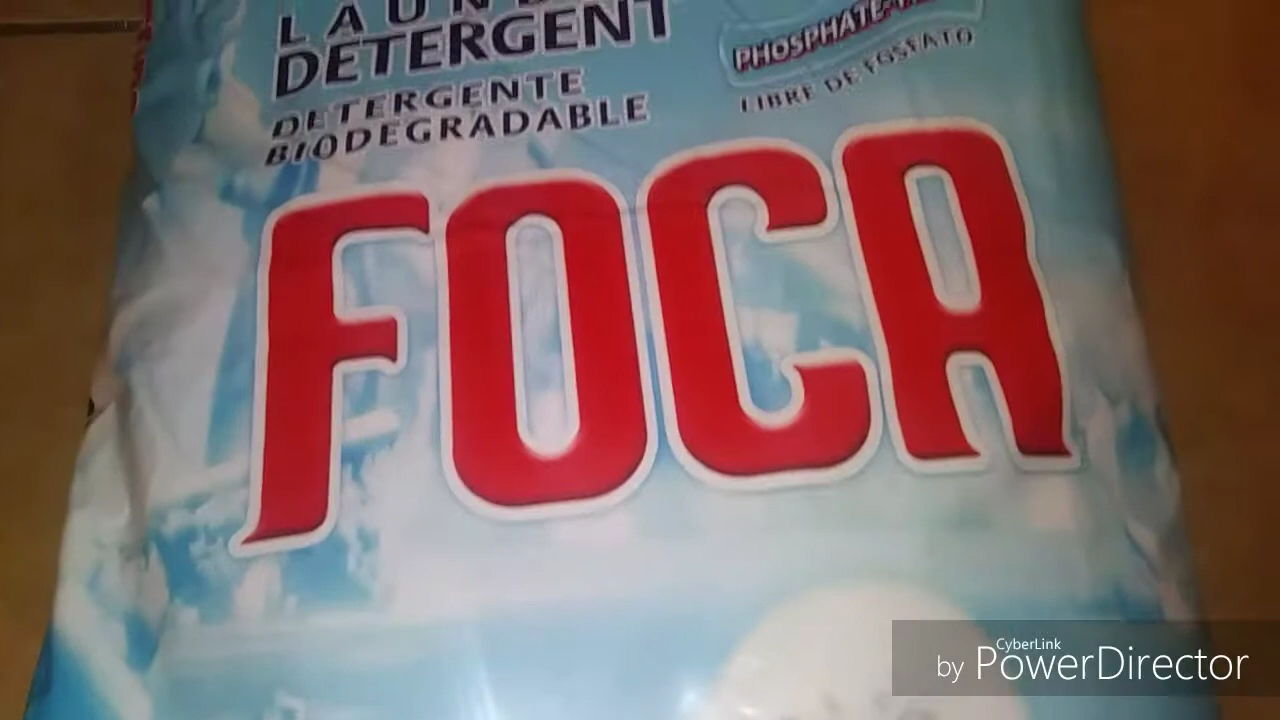 DETERGENT
DETERGENTE
BIODEGRADABLE
LIBRE DE FOSFATO
FOCA
CyberLink
by PowerDirector